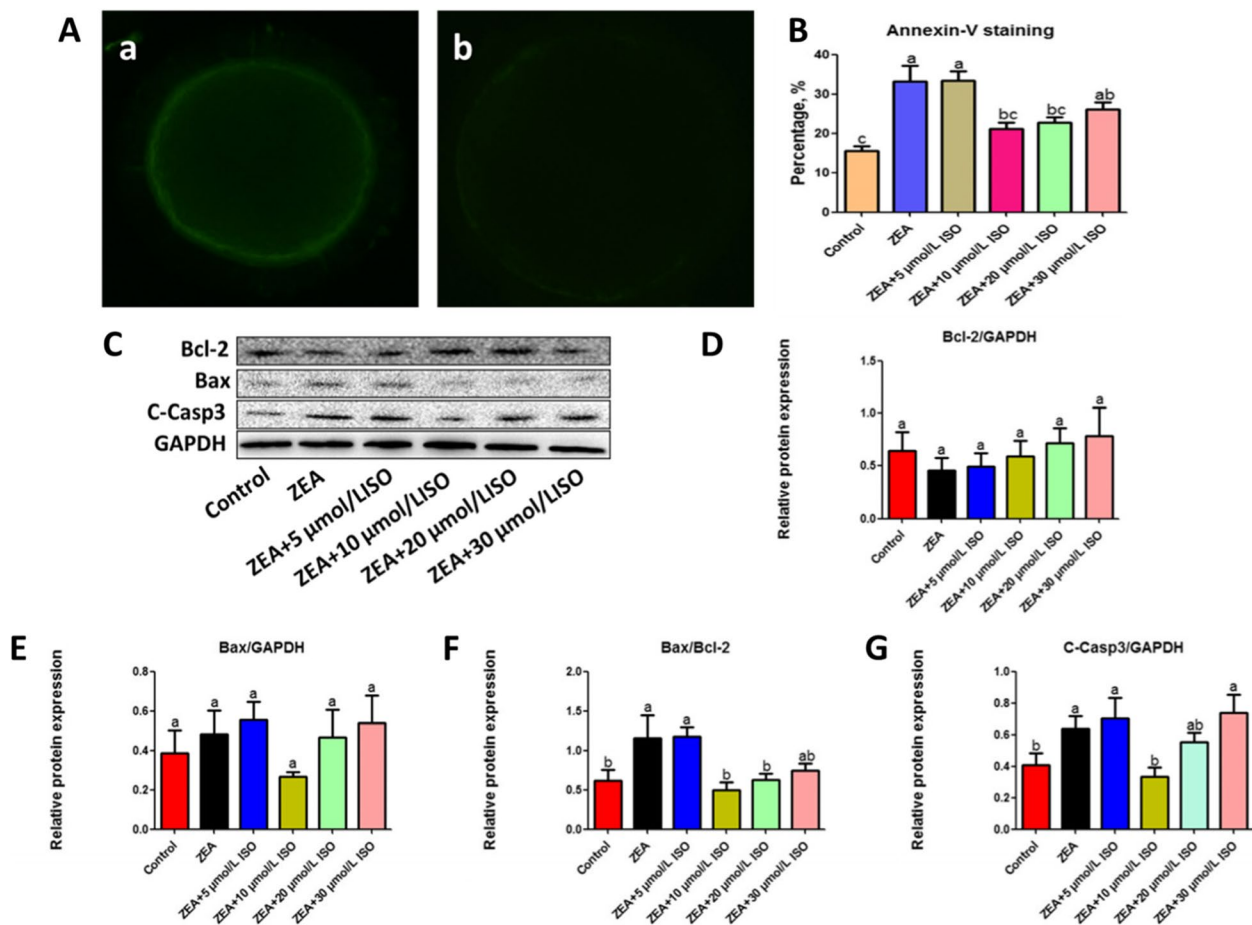 A
a
b
B
Annexin-V staining
Percentage, %
40
30
20
10
0
c
a
a
bc
bc
ab
Control
ZEA
ZEA+5 μmol/L ISO
ZEA+10 μmol/L ISO
ZEA+20 μmol/L ISO
ZEA+30 μmol/L ISO
C
Bcl-2
Bax
C-Casp3
GAPDH
Control
ZEA
ZEA+5 μmol/LISO
ZEA+10 μmol/LISO
ZEA+20 μmol/LISO
ZEA+30 μmol/LISO
D
Bcl-2/GAPDH
Relative protein expression
1.5
1.0
0.5
0.0
a
a
a
a
a
a
Control
ZEA
ZEA+5 μmol/L ISO
ZEA+10 μmol/L ISO
ZEA+20 μmol/L ISO
ZEA+30 μmol/L ISO
E
Bax/GAPDH
Relative protein expression
0.8
0.6
0.4
0.2
0.0
a
a
a
a
a
a
Control
ZEA
ZEA+5 μmol/L ISO
ZEA+10 μmol/L ISO
ZEA+20 μmol/L ISO
ZEA+30 μmol/L ISO
F
Bax/Bcl-2
Relative protein expression
2.0
1.5
1.0
0.5
0.0
b
a
a
b
b
ab
Control
ZEA
ZEA+5 μmol/L ISO
ZEA+10 μmol/L ISO
ZEA+20 μmol/L ISO
ZEA+30 μmol/L ISO
G
C-Casp3/GAPDH
Relative protein expression
1.0
0.8
0.6
0.4
0.2
0.0
b
a
a
b
ab
a
Control
ZEA
ZEA+5 μmol/L ISO
ZEA+10 μmol/L ISO
ZEA+20 μmol/L ISO
ZEA+30 μmol/L ISO